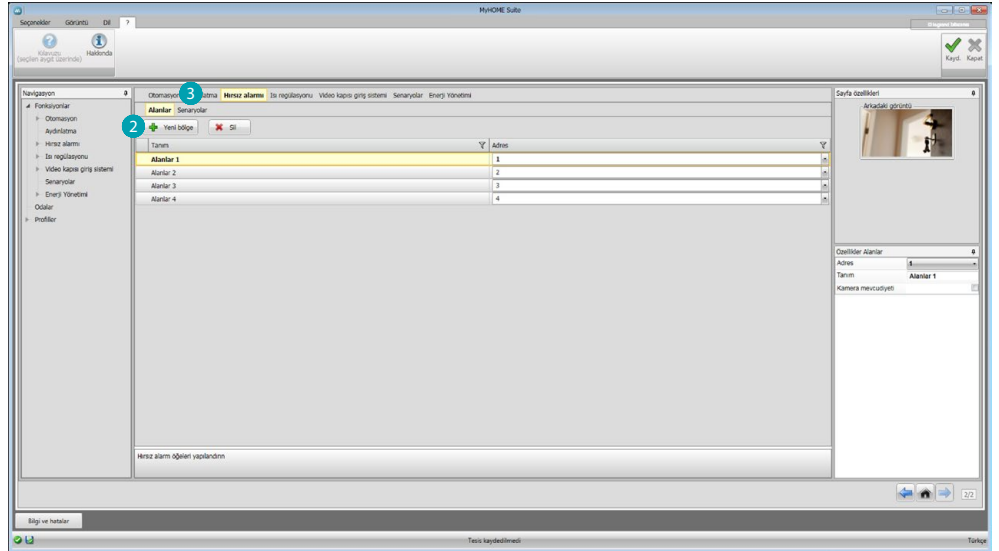 MyHOME Suite
Seçenekler Görüntü Dil ?
Kılavuzu
(seçilen aygıt üzerinde)
Hakkında
Kayd. Kapat
Navigasyon
Fonksiyonlar
Otomasyon
Aydınlatma
Hırsız alarmı
Isı regülasyonu
Video kapısı giriş sistemi
Senaryolar
Enerji Yönetimi
Odalar
Profiller
Otomasyon 3 latma Hırsız alarmı Isı regülasyonu Video kapısı giriş sistemi Senaryolar Enerji Yönetimi
Alanlar Senaryolar
2 Yeni bölge Sil
Tanım Adres
Alanlar 1 1
Alanlar 2 2
Alanlar 3 3
Alanlar 4 4
Hırsız alarm öğeleri yapılandırın
Sayfa özellikleri
Arkadaki görüntü
Özellikler Alanlar
Adres 1
Tanım Alanlar 1
Kamera mevcudiyeti
2/2
Bilgi ve hatalar
Tesis kaydedilmedi
Türkçe